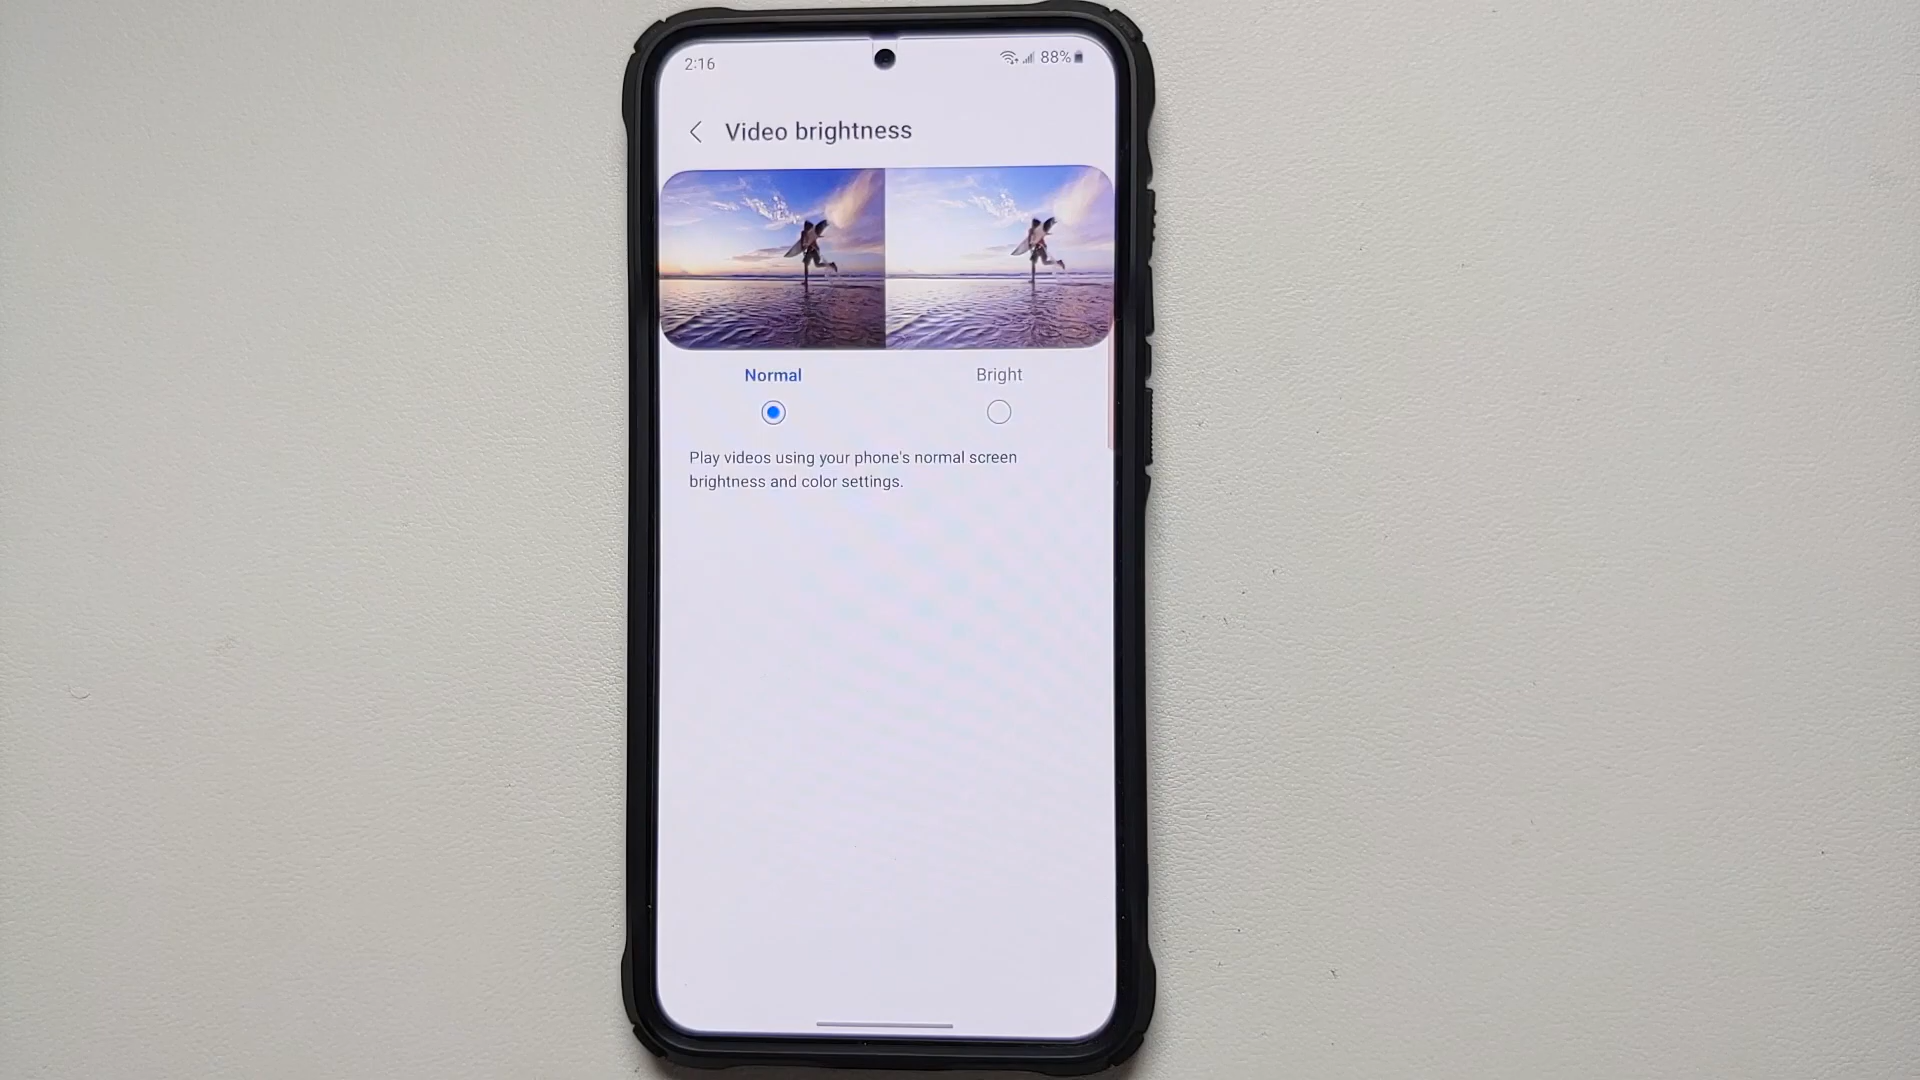 2:16
88%
Video brightness
Normal
Bright
Play videos using your phone's normal screen
brightness and color settings.